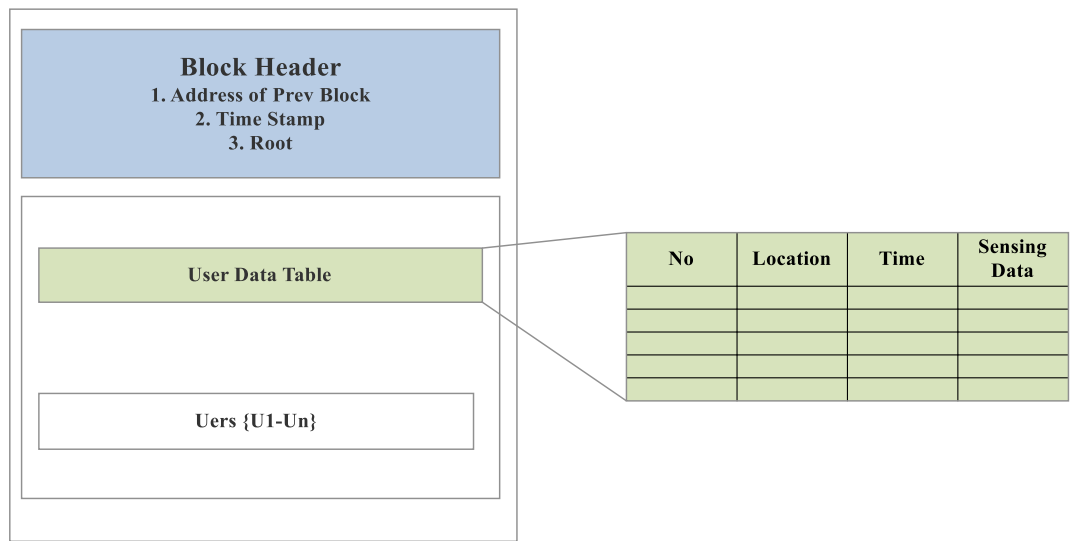 Block Header
1. Address of Prev Block
2. Time Stamp
3. Root
User Data Table
Uers {U1-Un}
No
Location
Time
Sensing
Data